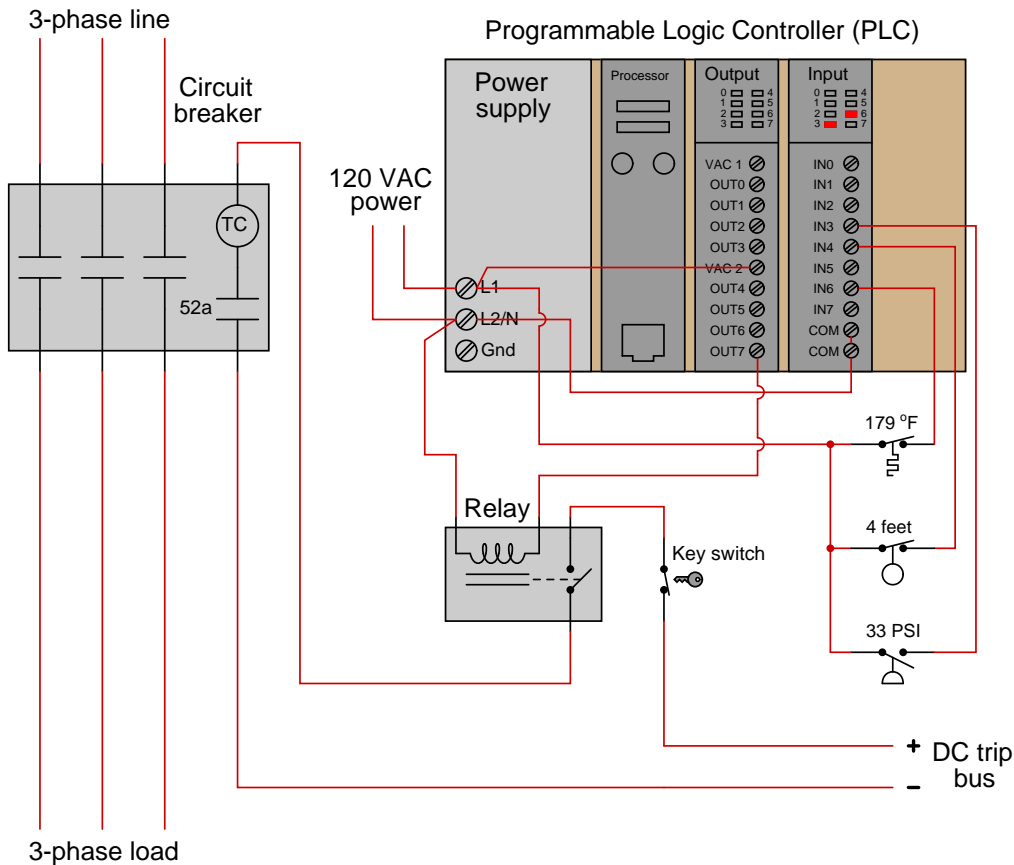 3-phase line
Programmable Logic Controller (PLC)
Circuit
breaker
Power
supply
Processor
Output
Input
0 4
1 5
2 6
3 7
0 4
1 5
2 6
3 7
120 VAC
power
VAC 1
OUT0
OUT1
OUT2
OUT3
VAC 2
OUT4
OUT5
OUT6
OUT7
IN0
IN1
IN2
IN3
IN4
IN5
IN6
IN7
COM
COM
TC
52a
L1
L2/N
Gnd
179 °F
Relay
4 feet
Key switch
33 PSI
+
DC trip
bus
–
3-phase load